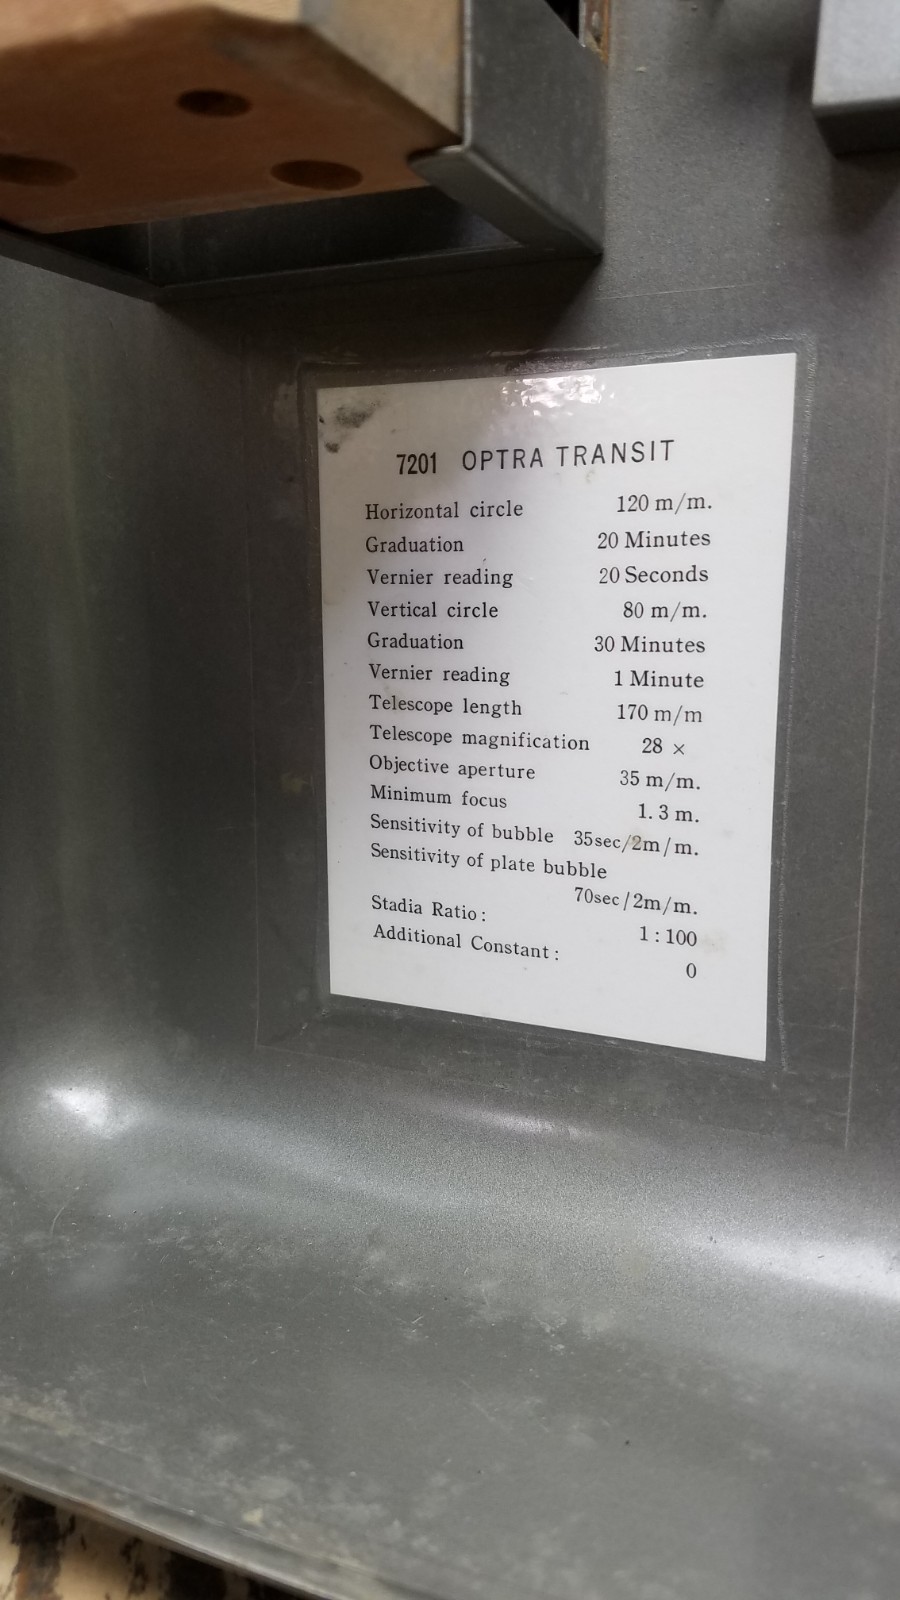 7201 OPTRA TRANSIT
Horizontal circle 120 m/m.
Graduation 20 Minutes
Vernier reading 20 Seconds
Vertical circle 80 m/m.
Graduation 30 Minutes
Vernier reading 1 Minute
Telescope length 170 m/m
Telescope magnification 28 ×
Objective aperture 35 m/m.
Minimum focus 1.3 m.
Sensitivity of bubble 35sec/2m/m.
Sensitivity of plate bubble
70sec/2m/m.
Stadia Ratio: 1:100
Additional Constant: 0